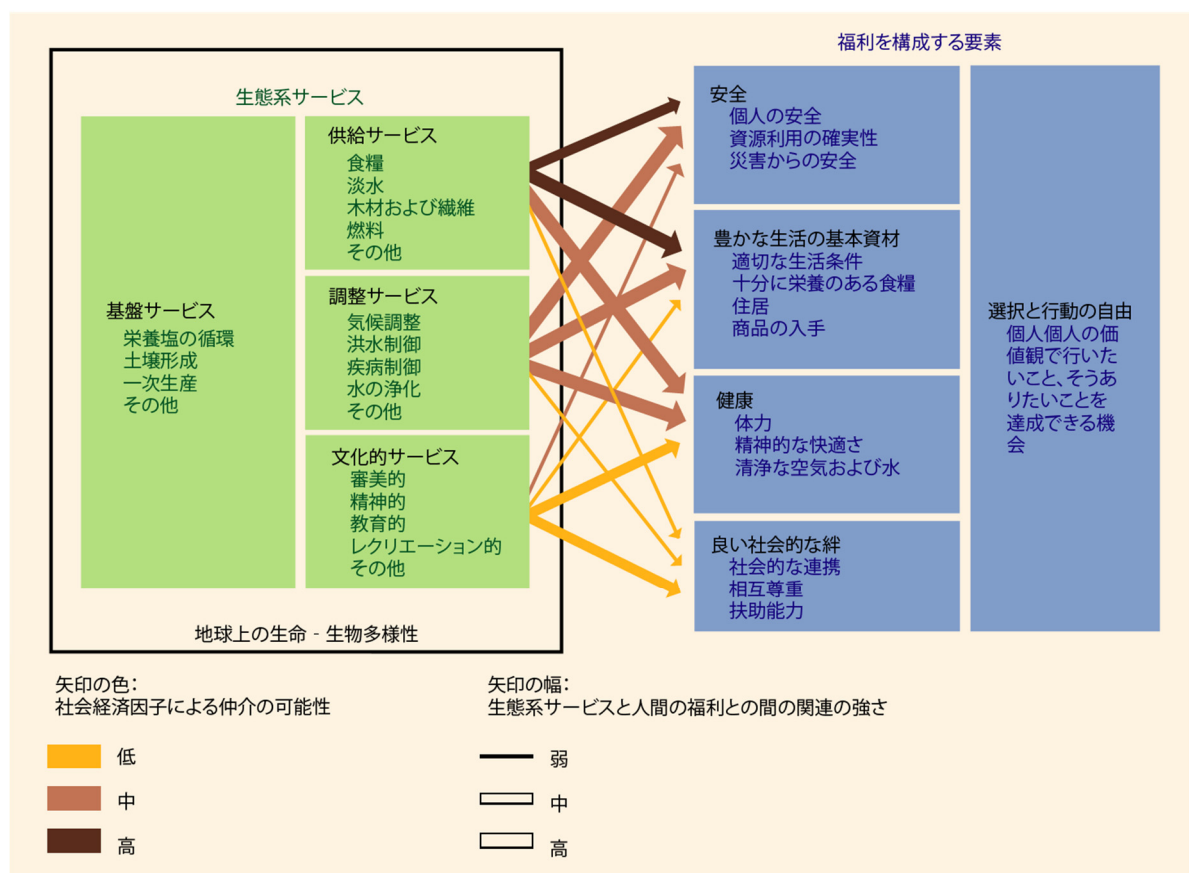 福利を構成する要素
生態系サービス
基盤サービス
栄養塩の循環
土壌形成
一次生産
その他
供給サービス
食糧
淡水
木材および繊維
燃料
その他
調整サービス
気候調整
洪水制御
疾病制御
水の浄化
その他
文化的サービス
審美的
精神的
教育的
レクリエーション的
その他
地球上の生命 - 生物多様性
安全
個人の安全
資源利用の確実性
災害からの安全
豊かな生活の基本資材
適切な生活条件
十分に栄養のある食糧
住居
商品の入手
健康
体力
精神的な快適さ
清浄な空気および水
良い社会的な絆
社会的な連携
相互尊重
扶助能力
選択と行動の自由
個人個人の価
値観で行いた
いこと、そうあ
りたいことを
達成できる機
会
矢印の色：
社会経済因子による仲介の可能性
低
中
高
矢印の幅：
生態系サービスと人間の福利との間の関連の強さ
弱
中
高